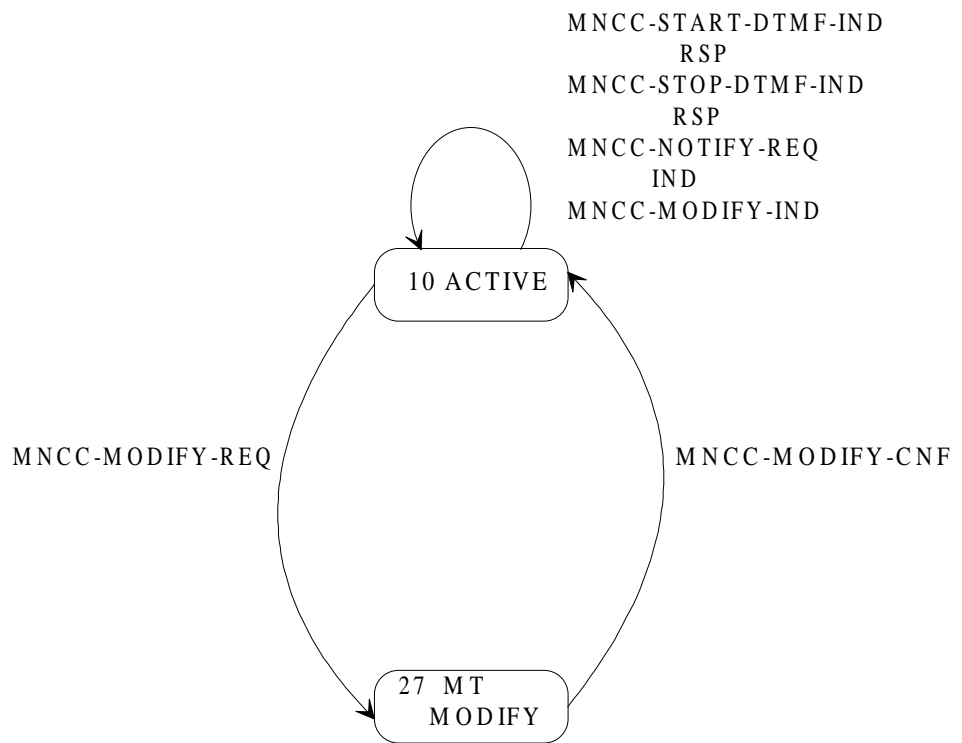 MNCC-START-DTMF-IND
RSP
MNCC-STOP-DTMF-IND
RSP
MNCC-NOTIFY-REQ
IND
MNCC-MODIFY-IND
10 ACTIVE
MNCC-MODIFY-REQ
MNCC-MODIFY-CNF
27 MT
MODIFY